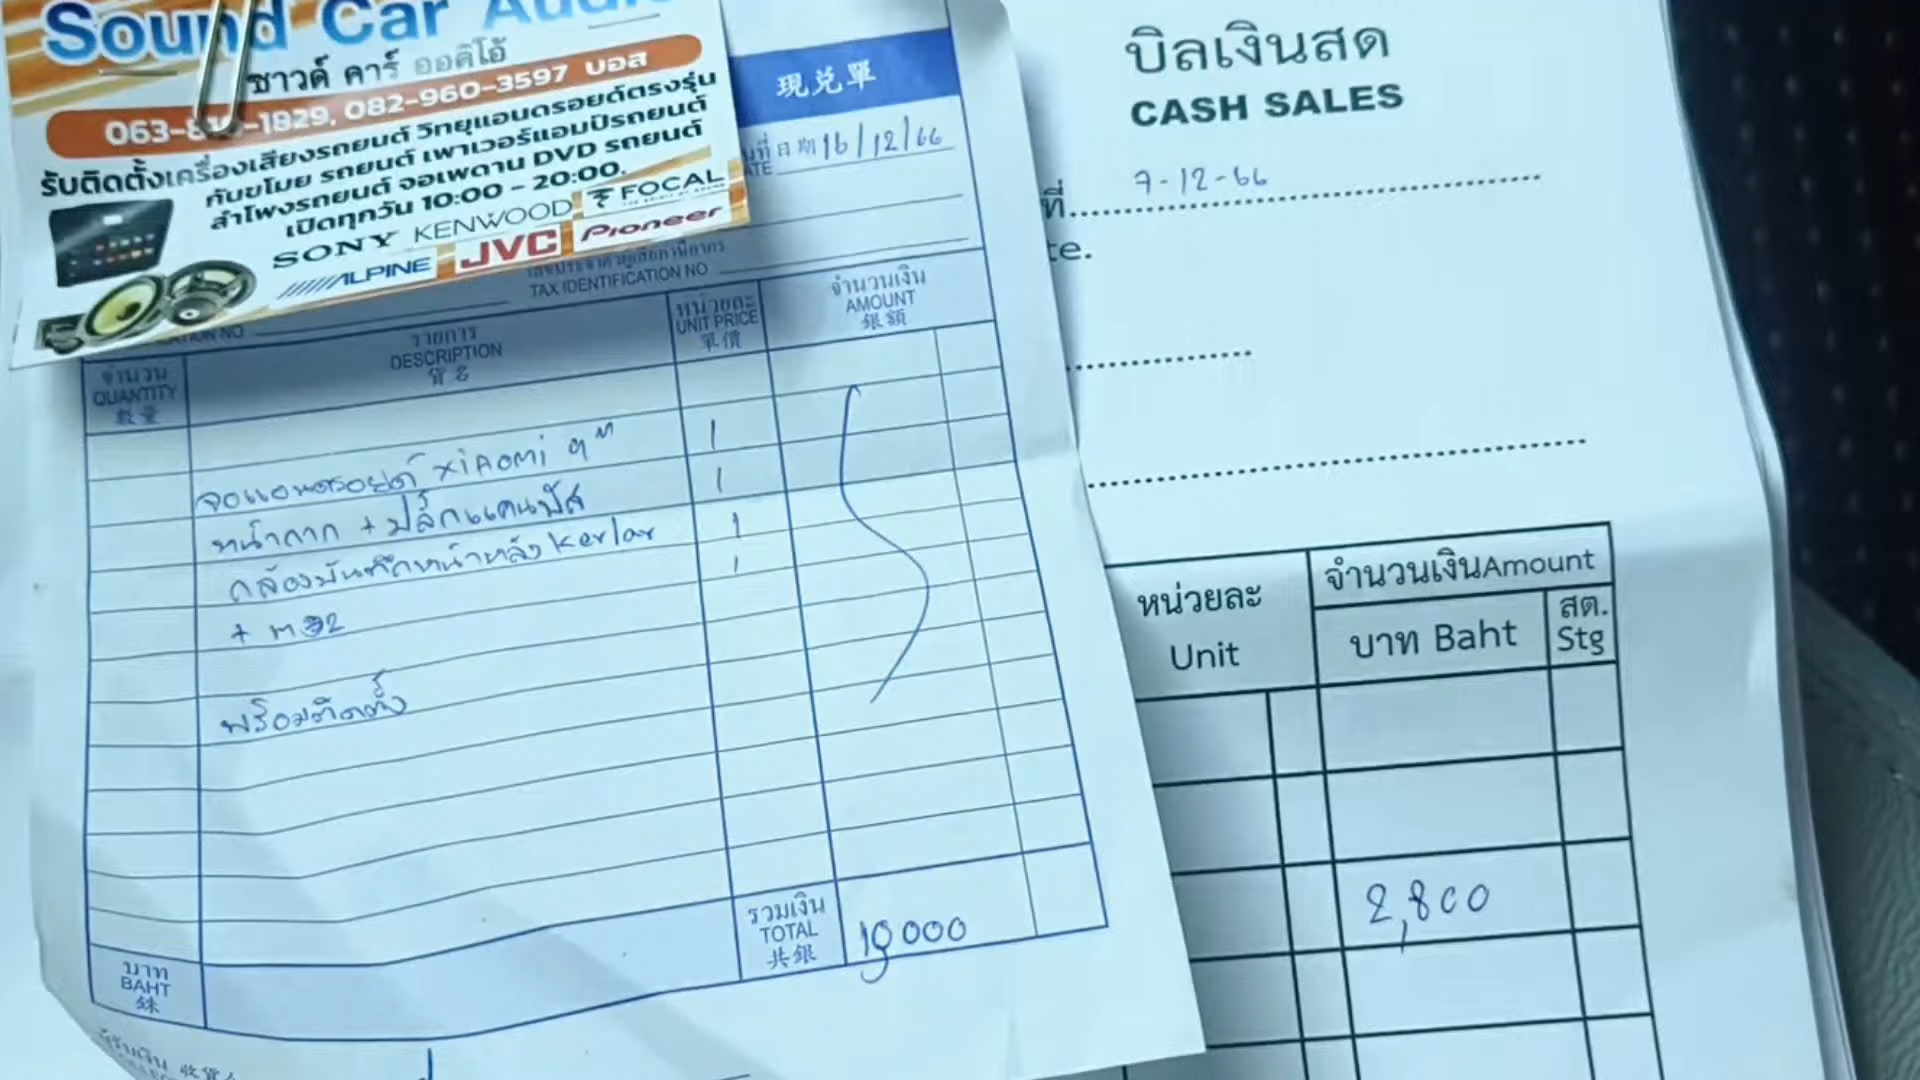 Sound Car Audio
ซาวด์ คาร์ ออดิโอ้
1829, 082-960-3597 บอส
รับติดตั้งเครื่องเสียงรถยนต์ วิทยุแอนดรอยด์ตรงรุ่น
กันขโมย รถยนต์ เพาเวอร์แอมป์รถยนต์
ลำโพงรถยนต์ จอเพดาน DVD รถยนต์
เปิดทุกวัน 10:00 - 20:00.
SONY KENWOOD FOCAL
ALPINE JVC Pioneer
現兑單
日期 16/12/66
TAX IDENTIFICATION NO
จำนวน
QUANTITY
數量
รายการ
DESCRIPTION
貨名
หน่วยละ
UNIT PRICE
單價
จำนวนเงิน
AMOUNT
銀額
จอแอนดรอยด์ XiAomi 9" 1
หน้ากาก + ปลั๊กแคนบัส 1
กล้องบันทึกหน้าหลัง 1
1
พร้อมติดตั้ง
บาท
BAHT
銖
รวมเงิน
TOTAL
共銀
000
บิลเงินสด
CASH SALES
7-12-66
หน่วยละ
Unit
จำนวนเงินAmount
บาท Baht
สต.
Stg
2,800